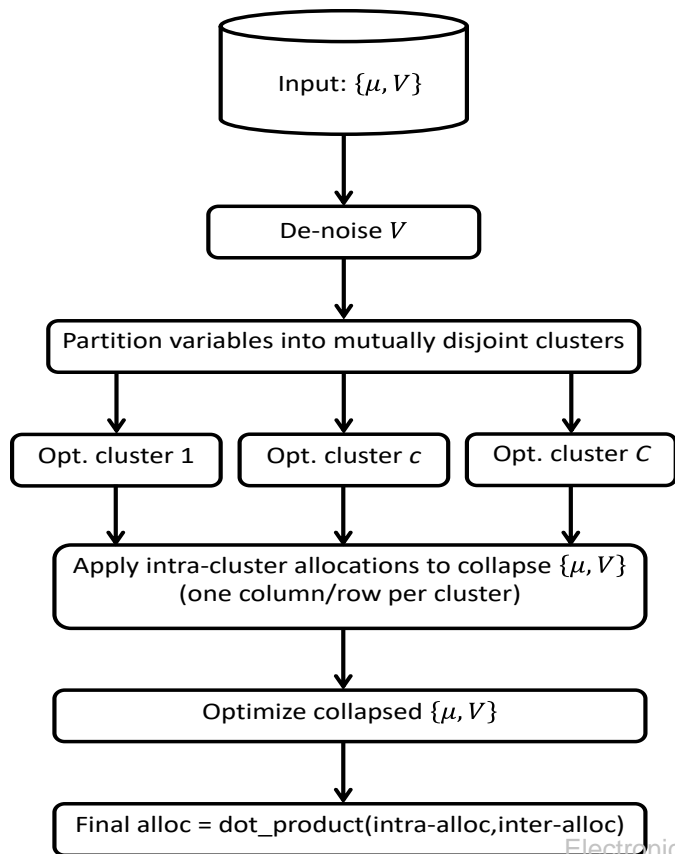 Input: {μ, V}
De-noise V
Partition variables into mutually disjoint clusters
Opt. cluster 1
Opt. cluster c
Opt. cluster C
Apply intra-cluster allocations to collapse {μ, V}
(one column/row per cluster)
Optimize collapsed {μ, V}
Final alloc = dot_product(intra-alloc,inter-alloc)
Electronic